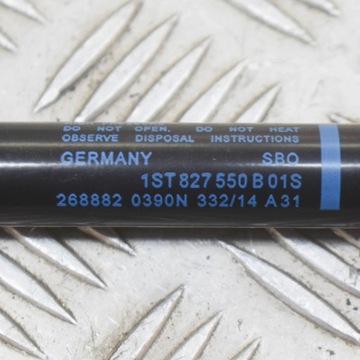 DO NOT OPEN. DO NOT HEAT
OBSERVE DISPOSAL INSTRUCTIONS
GERMANY SBO
1ST 827 550 B 01S
268882 0390N 332/14 A31